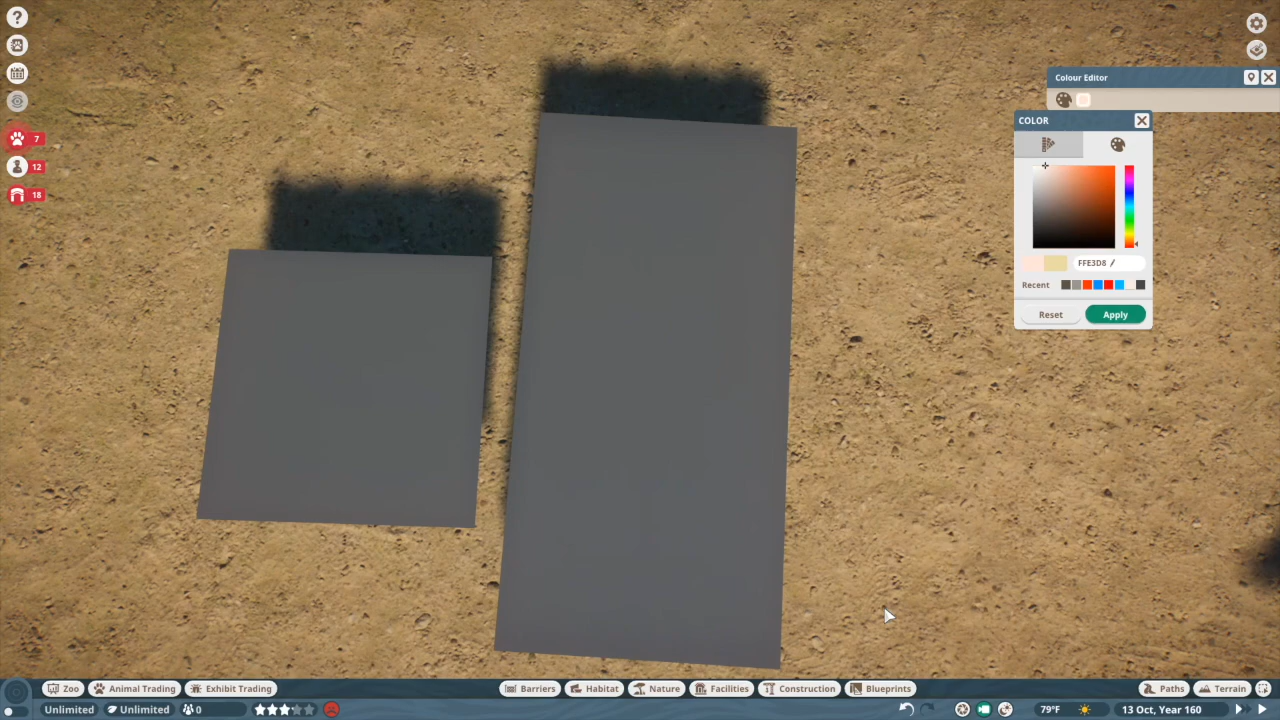 ?
Colour Editor
COLOR
7
12
18
FFE3D8
Recent
Reset
Apply
Zoo
Animal Trading
Exhibit Trading
Barriers
Habitat
Nature
Facilities
Construction
Blueprints
Paths
Terrain
Unlimited
Unlimited
0
79°F
13 Oct, Year 160